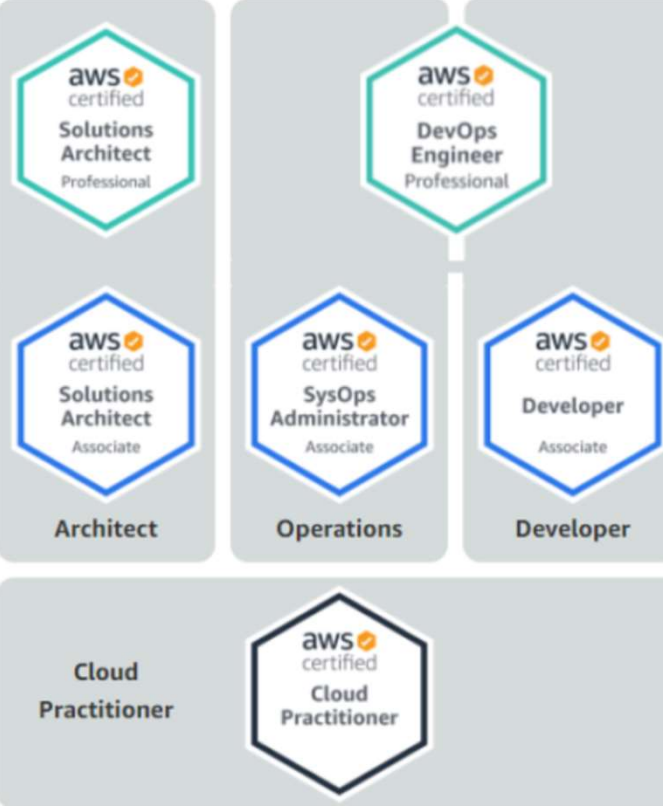 aws
certified
Solutions
Architect
Professional
aws
certified
DevOps
Engineer
Professional
aws
certified
Solutions
Architect
Associate
aws
certified
SysOps
Administrator
Associate
aws
certified
Developer
Associate
Architect
Operations
Developer
Cloud
Practitioner
aws
certified
Cloud
Practitioner